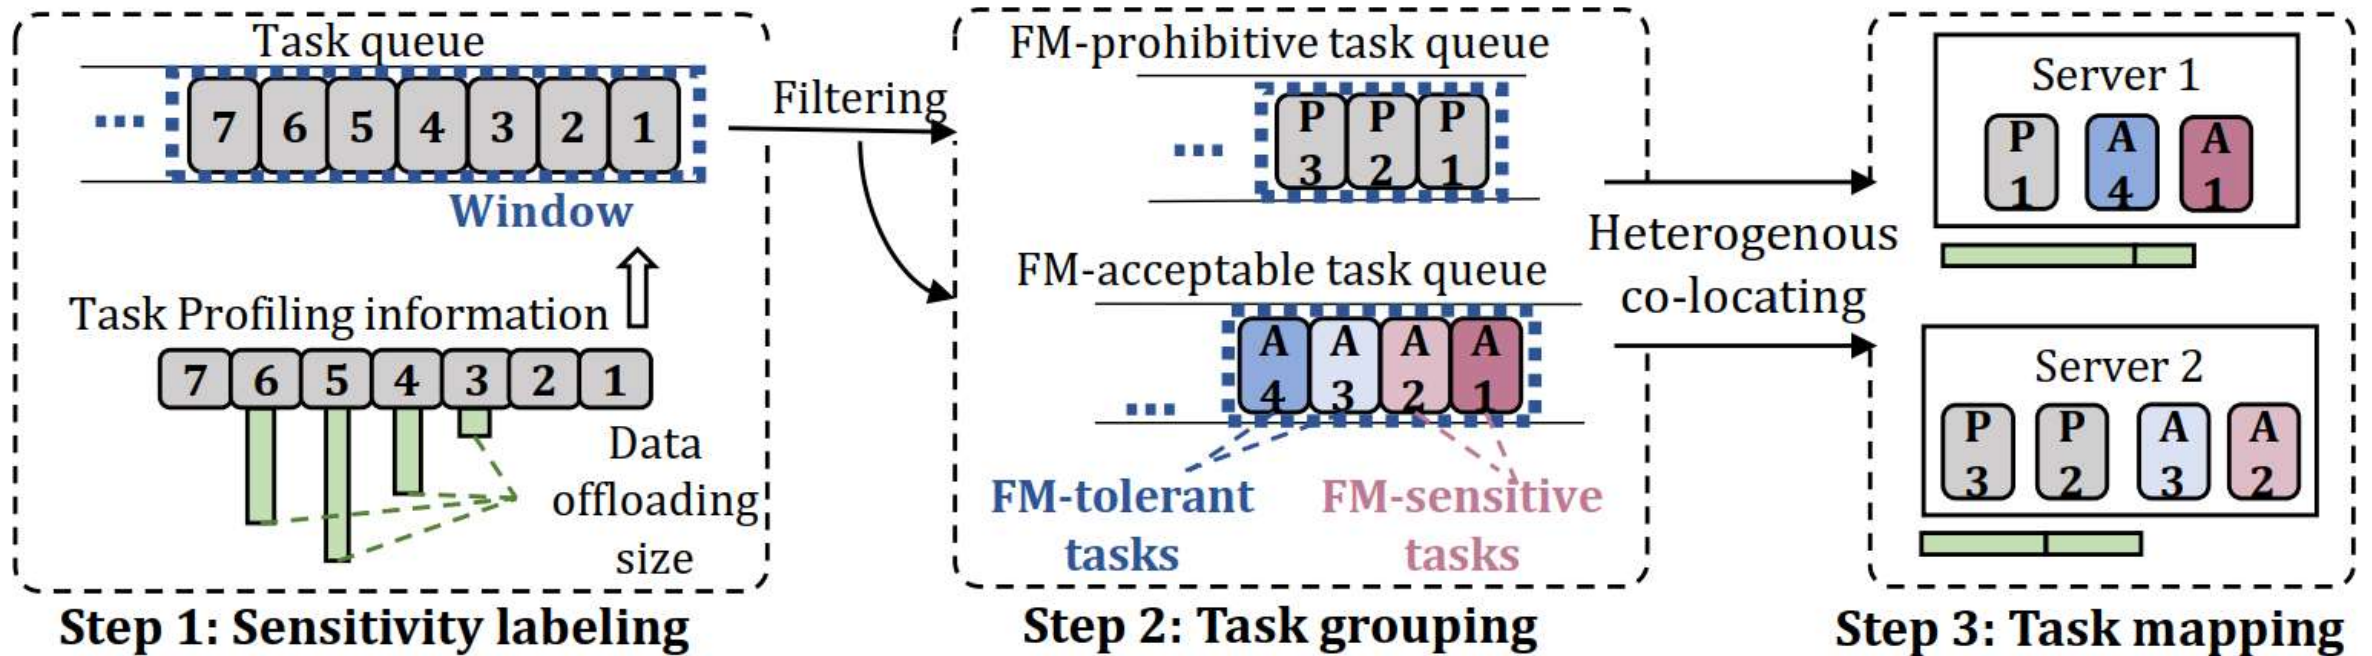 Task queue
... 7 6 5 4 3 2 1
Window
Task Profiling information
7 6 5 4 3 2 1
Data
offloading
size
Step 1: Sensitivity labeling
Filtering
FM-prohibitive task queue
... P P P
3 2 1
FM-acceptable task queue
A A A A
4 3 2 1
...
FM-tolerant
tasks
FM-sensitive
tasks
Step 2: Task grouping
Heterogenous
co-locating
Server 1
P A A
1 4 1
Server 2
P P A A
3 2 3 2
Step 3: Task mapping